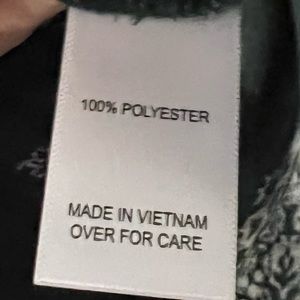 100% POLYESTER
MADE IN VIETNAM
OVER FOR CARE